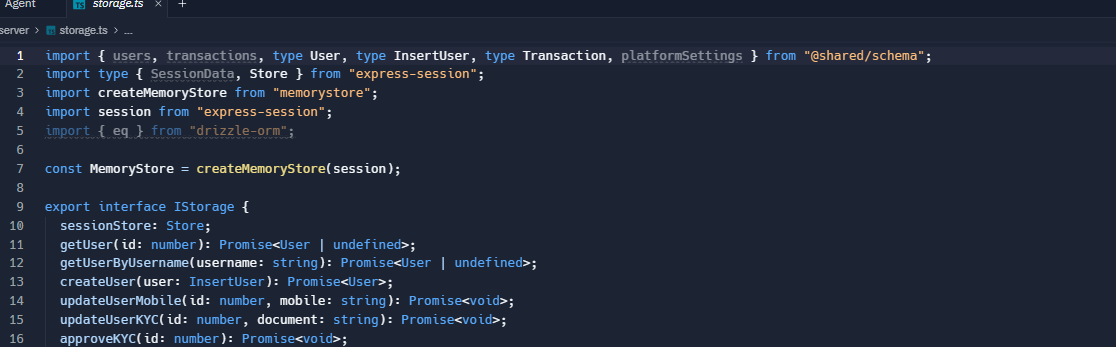 Agent
TS storage.ts × +
server > TS storage.ts > ...
1 import { users, transactions, type User, type InsertUser, type Transaction, platformSettings } from "@shared/schema";
2 import type { SessionData, Store } from "express-session";
3 import createMemoryStore from "memorystore";
4 import session from "express-session";
5 import { eq } from "drizzle-orm";
6
7 const MemoryStore = createMemoryStore(session);
8
9 export interface IStorage {
10 sessionStore: Store;
11 getUser(id: number): Promise<User | undefined>;
12 getUserByUsername(username: string): Promise<User | undefined>;
13 createUser(user: InsertUser): Promise<User>;
14 updateUserMobile(id: number, mobile: string): Promise<void>;
15 updateUserKYC(id: number, document: string): Promise<void>;
16 approveKYC(id: number): Promise<void>;